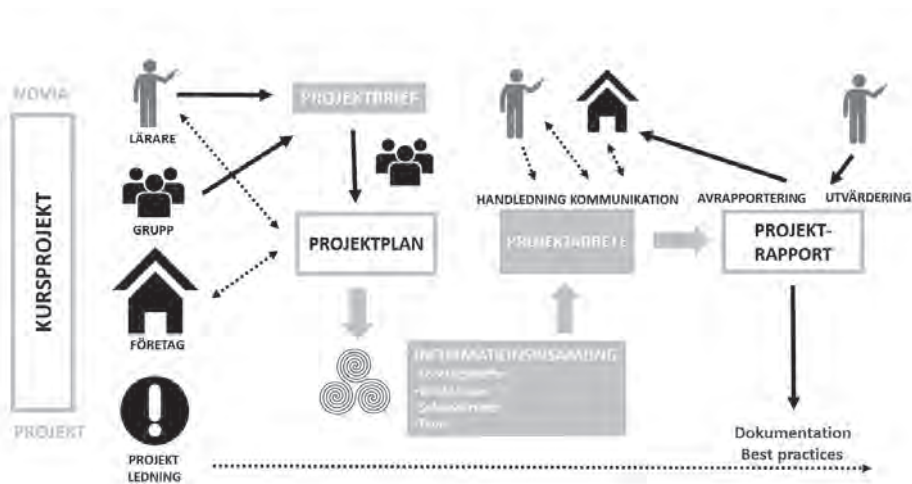 NOVIA
KURSPROJEKT
PROJEKT
LÄRARE
GRUPP
FÖRETAG
PROJEKT
LEDNING
PROJEKTBRIEF
PROJEKTPLAN
INFORMATIONSINSAMLING
HANDLEDNING KOMMUNIKATION
PROJEKTARBETE
AVRAPPORTERING
UTVÄRDERING
PROJEKT-
RAPPORT
Dokumentation
Best practices